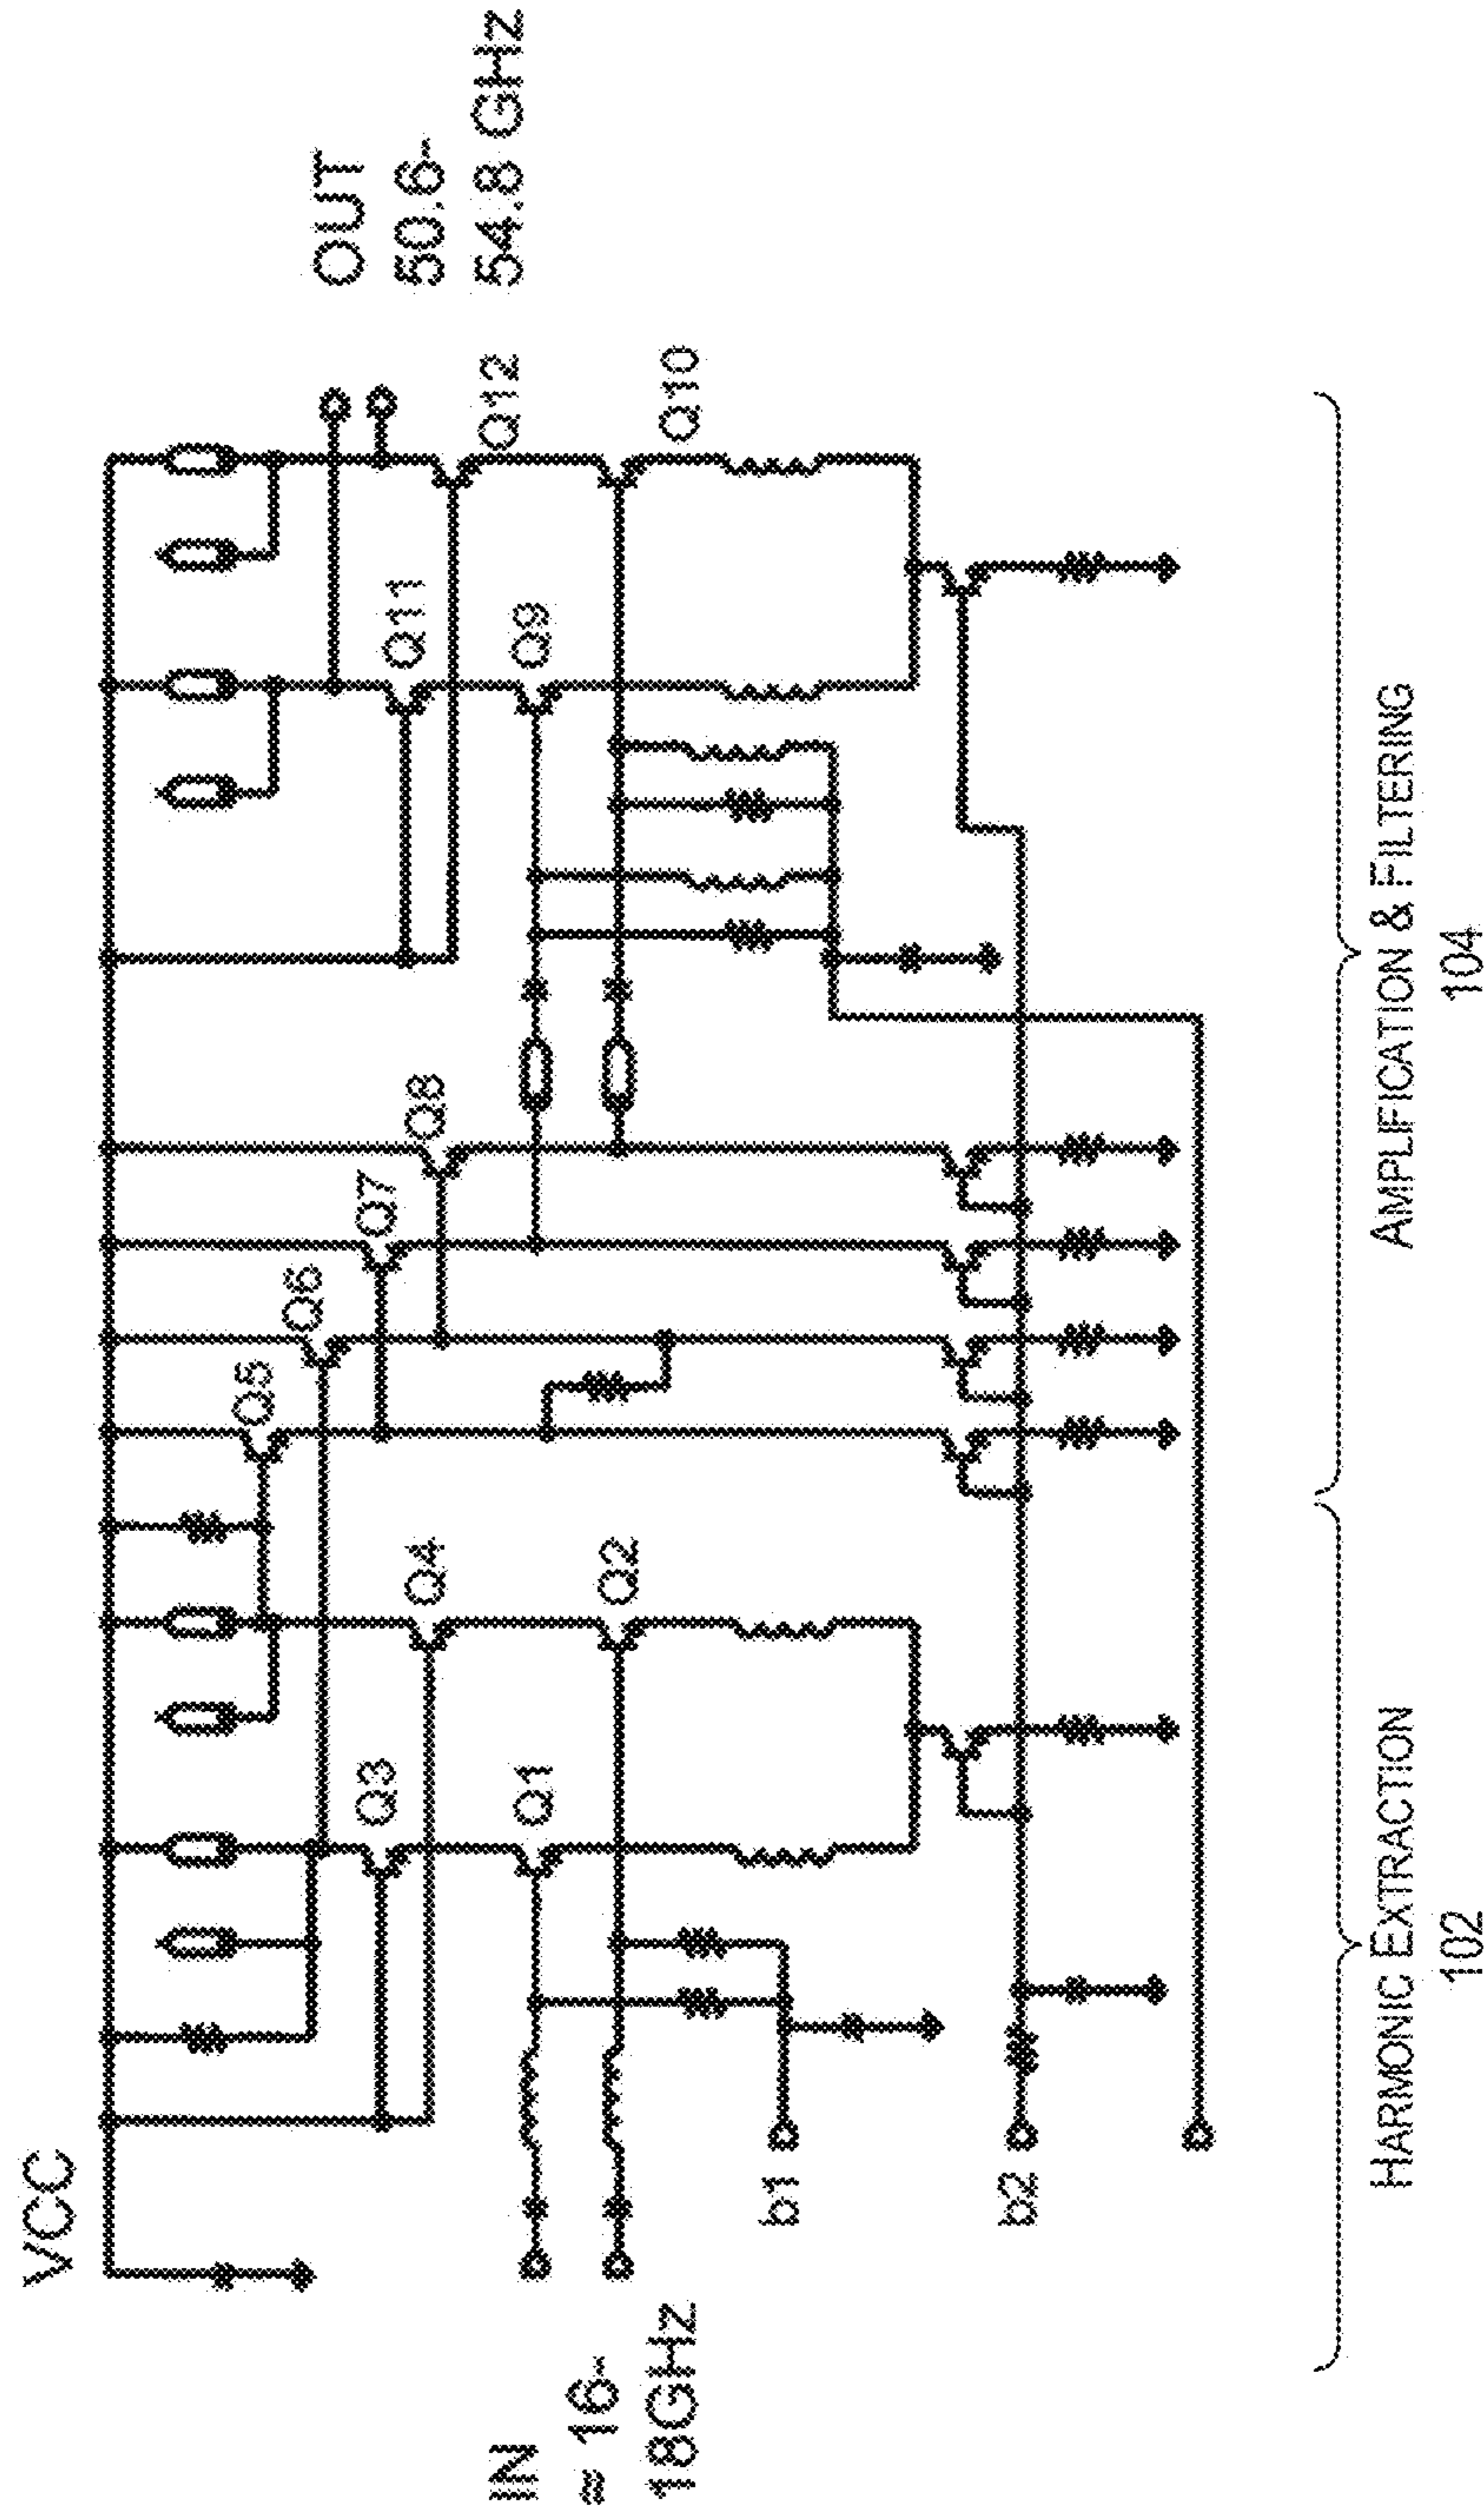 VCC
IN
≈ 16-
18GHz
b1
b2
Q3
Q1
Q4
Q2
Q5
Q6
Q7
Q8
Q11
Q9
Q12
Q10
OUT
50.6-
54.8 GHz
HARMONIC EXTRACTION
102
AMPLIFICATION & FILTERING
104